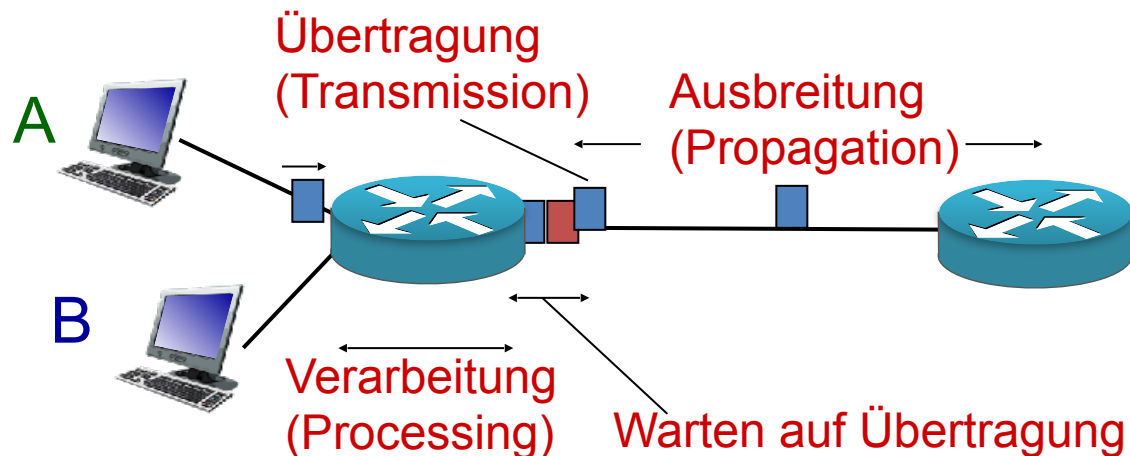 Übertragung
(Transmission)
Ausbreitung
(Propagation)
A
B
Verarbeitung
(Processing)
Warten auf Übertragung